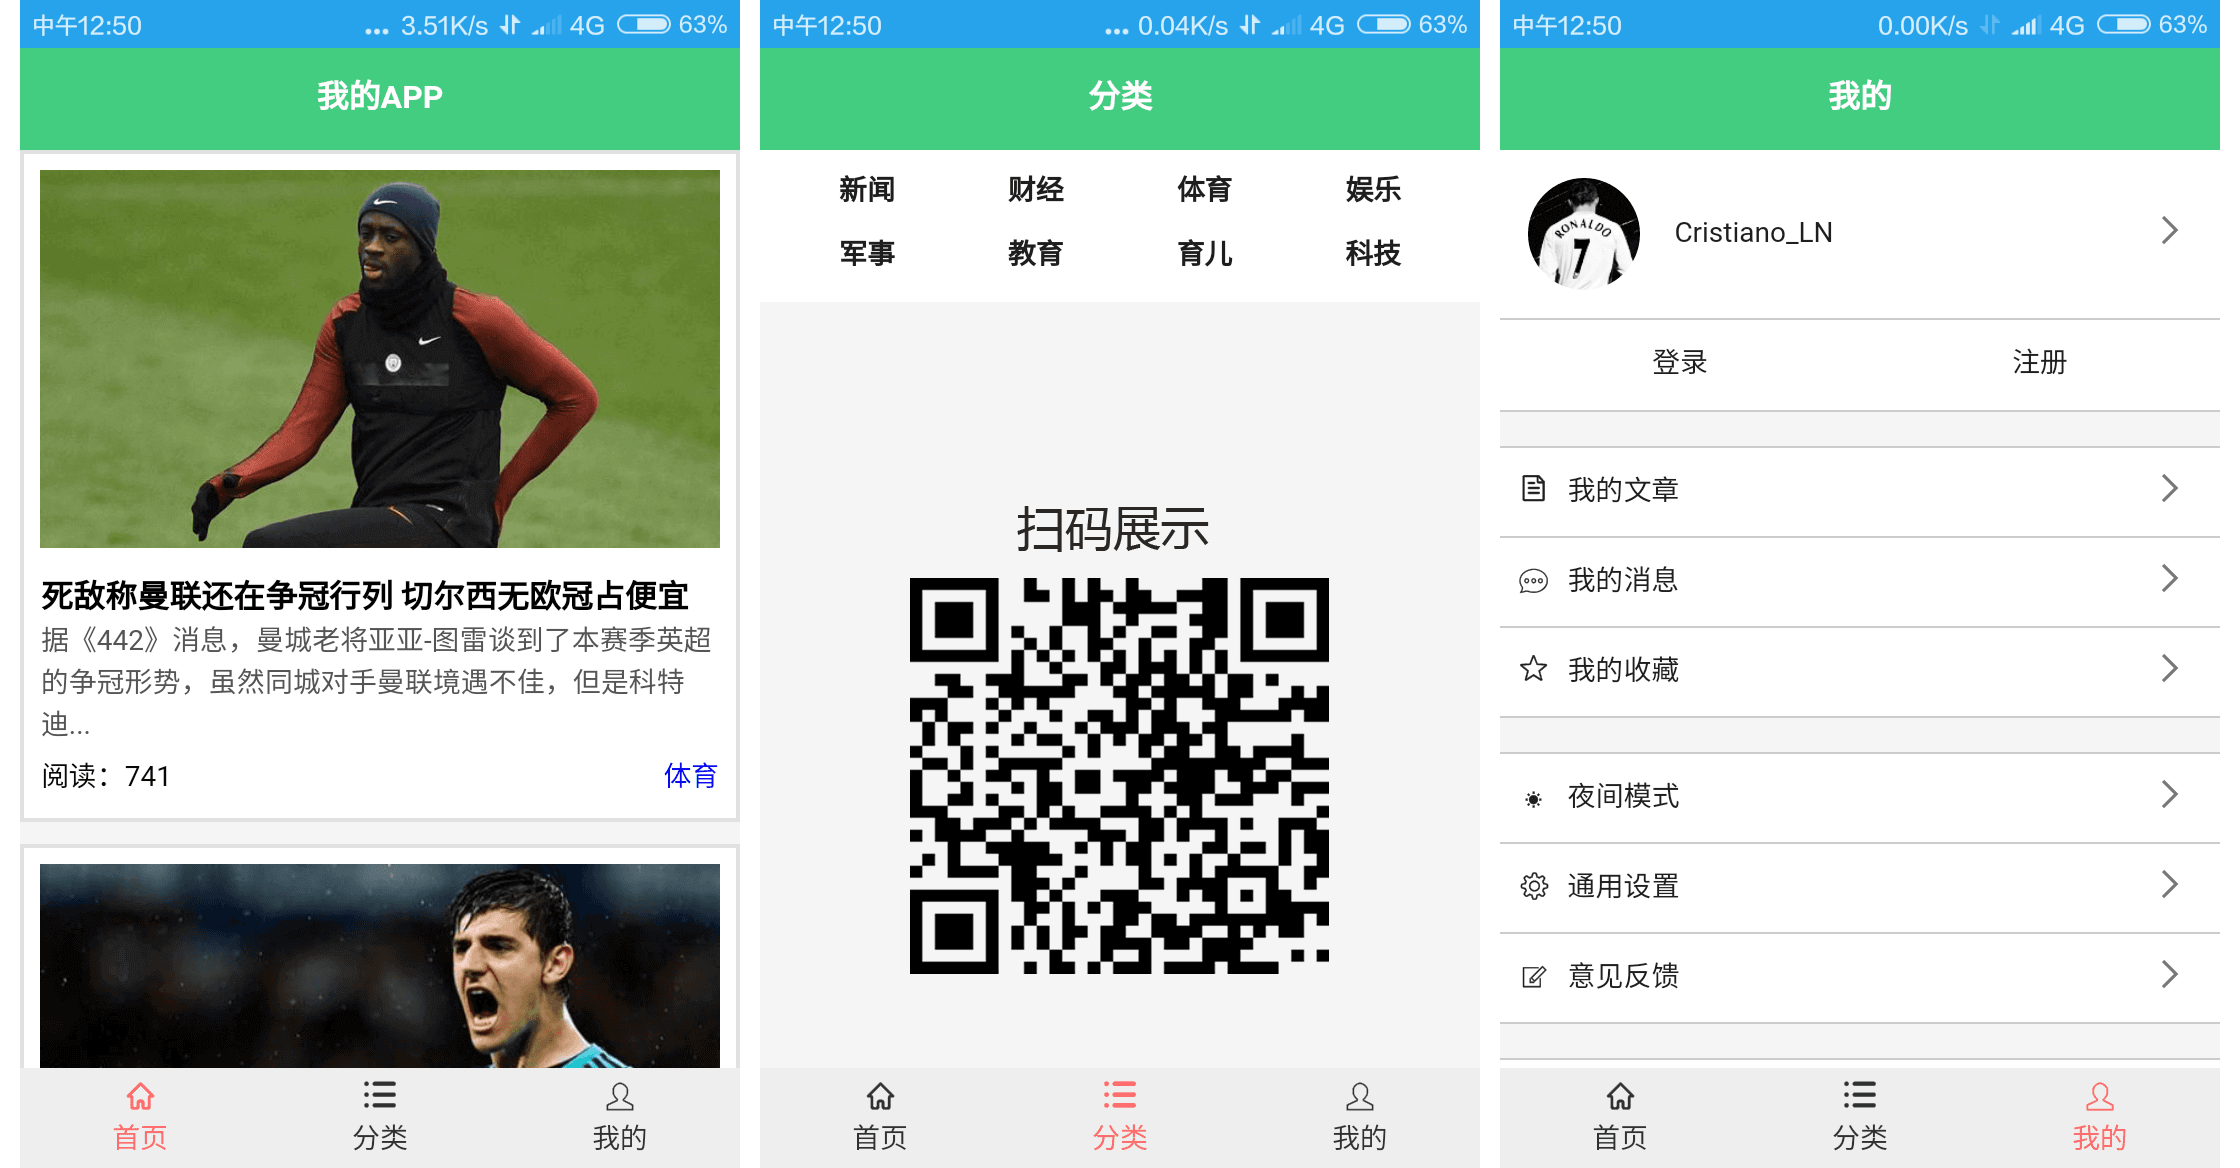 中午12:50
... 3.51K/s 4G 63%
我的APP
死敌称曼联还在争冠行列 切尔西无欧冠占便宜
据《442》消息，曼城老将亚亚-图雷谈到了本赛季英超
的争冠形势，虽然同城对手曼联境遇不佳，但是科特
迪...
阅读：741
体育
首页
分类
我的
中午12:50
... 0.04K/s 4G 63%
分类
新闻 财经 体育 娱乐
军事 教育 育儿 科技
扫码展示
首页
分类
我的
中午12:50
0.00K/s 4G 63%
我的
RONALDO
7
Cristiano_LN
登录
注册
我的文章
我的消息
我的收藏
夜间模式
通用设置
意见反馈
首页
分类
我的